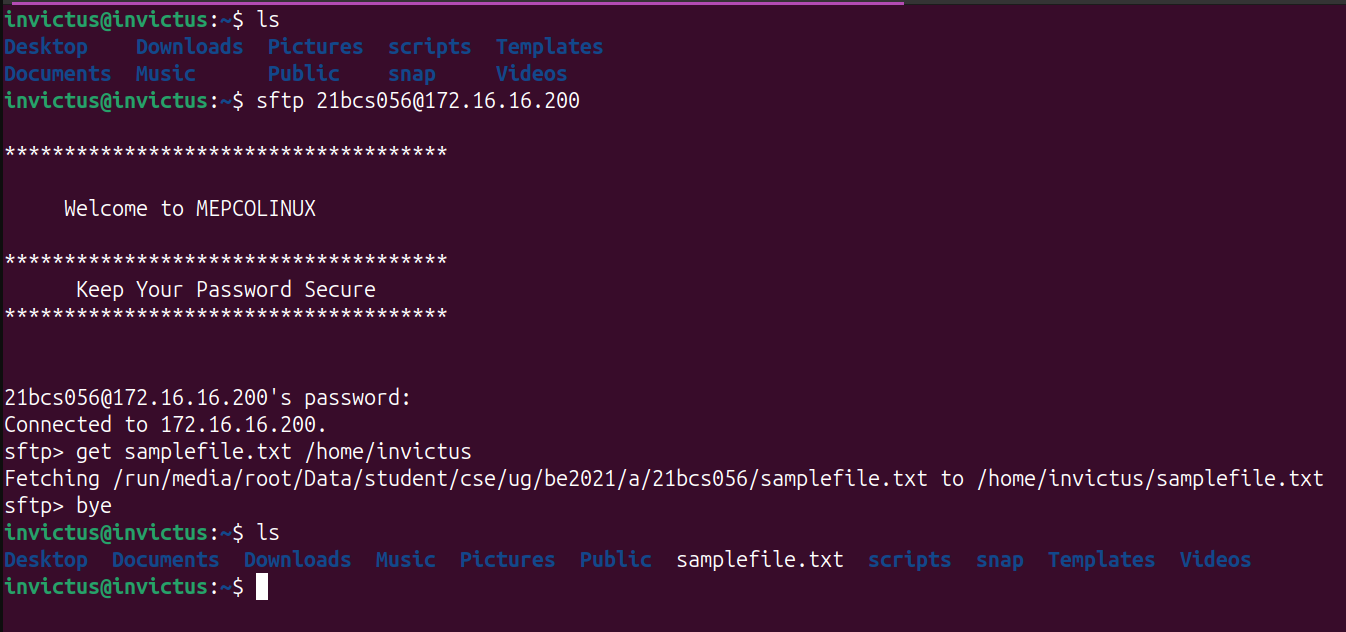 invictus@invictus:~$ ls
Desktop    Downloads  Pictures  scripts  Templates
Documents  Music      Public    snap     Videos
invictus@invictus:~$ sftp 21bcs056@172.16.16.200
*************************************
Welcome to MEPCOLINUX
*************************************
Keep Your Password Secure
*************************************
21bcs056@172.16.16.200's password:
Connected to 172.16.16.200.
sftp> get samplefile.txt /home/invictus
Fetching /run/media/root/Data/student/cse/ug/be2021/a/21bcs056/samplefile.txt to /home/invictus/samplefile.txt
sftp> bye
invictus@invictus:~$ ls
Desktop  Documents  Downloads  Music  Pictures  Public  samplefile.txt  scripts  snap  Templates  Videos
invictus@invictus:~$